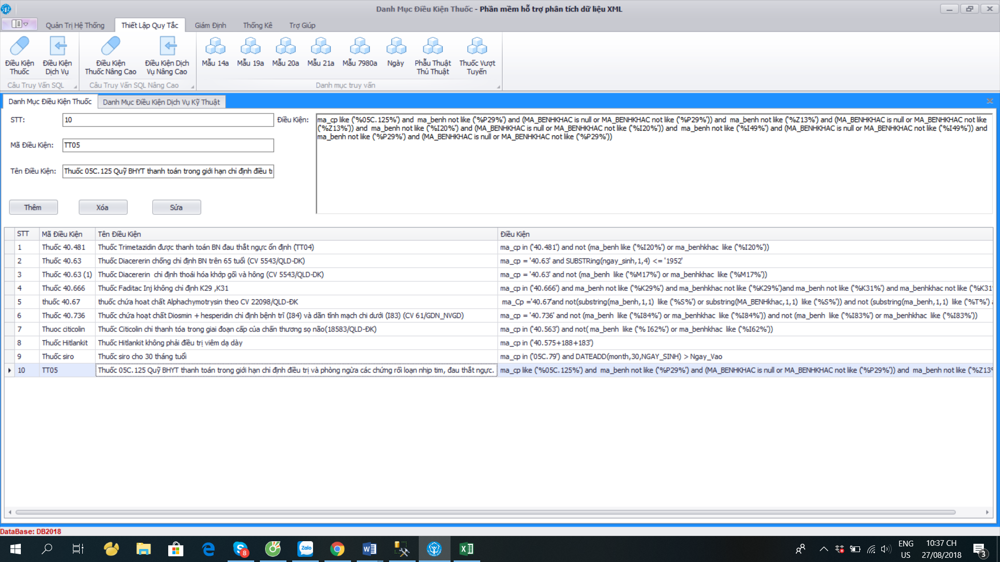 Danh Mục Điều Kiện Thuốc - Phần mềm hỗ trợ phân tích dữ liệu XML
Quản Trị Hệ Thống Thiết Lập Quy Tắc Giám Định Thống Kê Trợ Giúp
Điều Kiện Thuốc
Điều Kiện Dịch Vụ
Điều Kiện Thuốc Nâng Cao
Điều Kiện Dịch Vụ Nâng Cao
Mẫu 14a Mẫu 19a Mẫu 20a Mẫu 21a Mẫu 7980a Ngày
Phẫu Thuật Thủ Thuật
Thuốc Vượt Tuyến
Câu Truy Vấn SQL Câu Truy Vấn SQL Nâng Cao Danh mục truy vấn
Danh Mục Điều Kiện Thuốc Danh Mục Điều Kiện Dịch Vụ Kỹ Thuật
STT: 10
Mã Điều Kiện: TT05
Tên Điều Kiện: Thuốc 05C.125 Quỹ BHYT thanh toán trong giới hạn chỉ định điều tr
Điều Kiện:
ma_cp like ('%05C.125%') and  ma_benh not like ('%P29%') and (MA_BENHKHAC is null or MA_BENHKHAC not like ('%P29%')) and  ma_benh not like ('%Z13%') and (MA_BENHKHAC is null or MA_BENHKHAC not like
('%Z13%')) and  ma_benh not like ('%I20%') and (MA_BENHKHAC is null or MA_BENHKHAC not like ('%I20%')) and  ma_benh not like ('%I49%') and (MA_BENHKHAC is null or MA_BENHKHAC not like ('%I49%')) and
ma_benh not like ('%P29%') and (MA_BENHKHAC is null or MA_BENHKHAC not like ('%P29%'))
Thêm Xóa Sửa
STT Mã Điều Kiện Tên Điều Kiện Điều Kiện
1 Thuốc 40.481 Thuốc Trimetazidin được thanh toán BN đau thắt ngực ổn định (TT04) ma_cp in ('40.481') and not (ma_benh like ('%I20%') or ma_benhkhac  like ('%I20%'))
2 Thuốc 40.63 Thuốc Diacererin chống chỉ định BN trên 65 tuổi (CV 5543/QLD-DK) ma_cp = '40.63' and SUBSTRing(ngay_sinh,1,4) <= '1952'
3 Thuốc 40.63 (1) Thuốc Diacererin  chỉ định thoái hóa khớp gối và hông (CV 5543/QLD-DK) ma_cp = '40.63' and not (ma_benh  like ('%M17%') or ma_benhkhac  like ('%M17%'))
4 Thuốc 40.666 Thuốc Faditac Inj không chỉ định K29 ,K31 ma_cp in ('40.666') and ma_benh not like ('%K29%') and ma_benhkhac not like ('%K29%')and ma_benh not like ('%K31%') and ma_benhkhac not like ('%K31
5 thuốc 40.67 thuốc chứa hoat chất Alphachymotrysin theo CV 22098/QLD-ĐK ma_Cp ='40.67'and not(substring(ma_benh,1,1)  like ('%S%') or substring(MA_BENHkhac,1,1)  like ('%S%')) and not (substring(ma_benh,1,1)  like ('%T%')
6 Thuốc 40.736 Thuốc chứa hoạt chất Diosmin + hesperidin chỉ định bệnh trĩ (I84) và dãn tĩnh mạch chi dưới (I83) (CV 61/GDN_NVGD) ma_cp = '40.736' and not (ma_benh  like ('%I84%') or ma_benhkhac  like ('%I84%')) and not (ma_benh  like ('%I83%') or ma_benhkhac  like ('%I83%'))
7 Thuoc citicolin Thuốc Citicolin chỉ thanh tóa trong giai đoạn cấp của chấn thương sọ não(18583/QLD-ĐK) ma_cp in ('40.563') and not( ma_benh  like ('% I62%') or ma_benhkhac  like ('%I62%'))
8 Thuốc Hitlankit Thuốc Hitlankit không phải điều trị viêm dạ dày ma_cp in ('40.575+188+183')
9 Thuốc siro Thuốc siro cho 30 tháng tuổi ma_cp in ('05C.79') and DATEADD(month,30,NGAY_SINH) > Ngay_Vao
10 TT05 Thuốc 05C.125 Quỹ BHYT thanh toán trong giới hạn chỉ định điều trị và phòng ngừa các chứng rối loạn nhịp tim, đau thắt ngực. ma_cp like ('%05C.125%') and  ma_benh not like ('%P29%') and (MA_BENHKHAC is null or MA_BENHKHAC not like ('%P29%')) and  ma_benh not like ('%Z13
DataBase: DB2018
8
Zalo
ENG
US
10:37 CH
27/08/2018
3